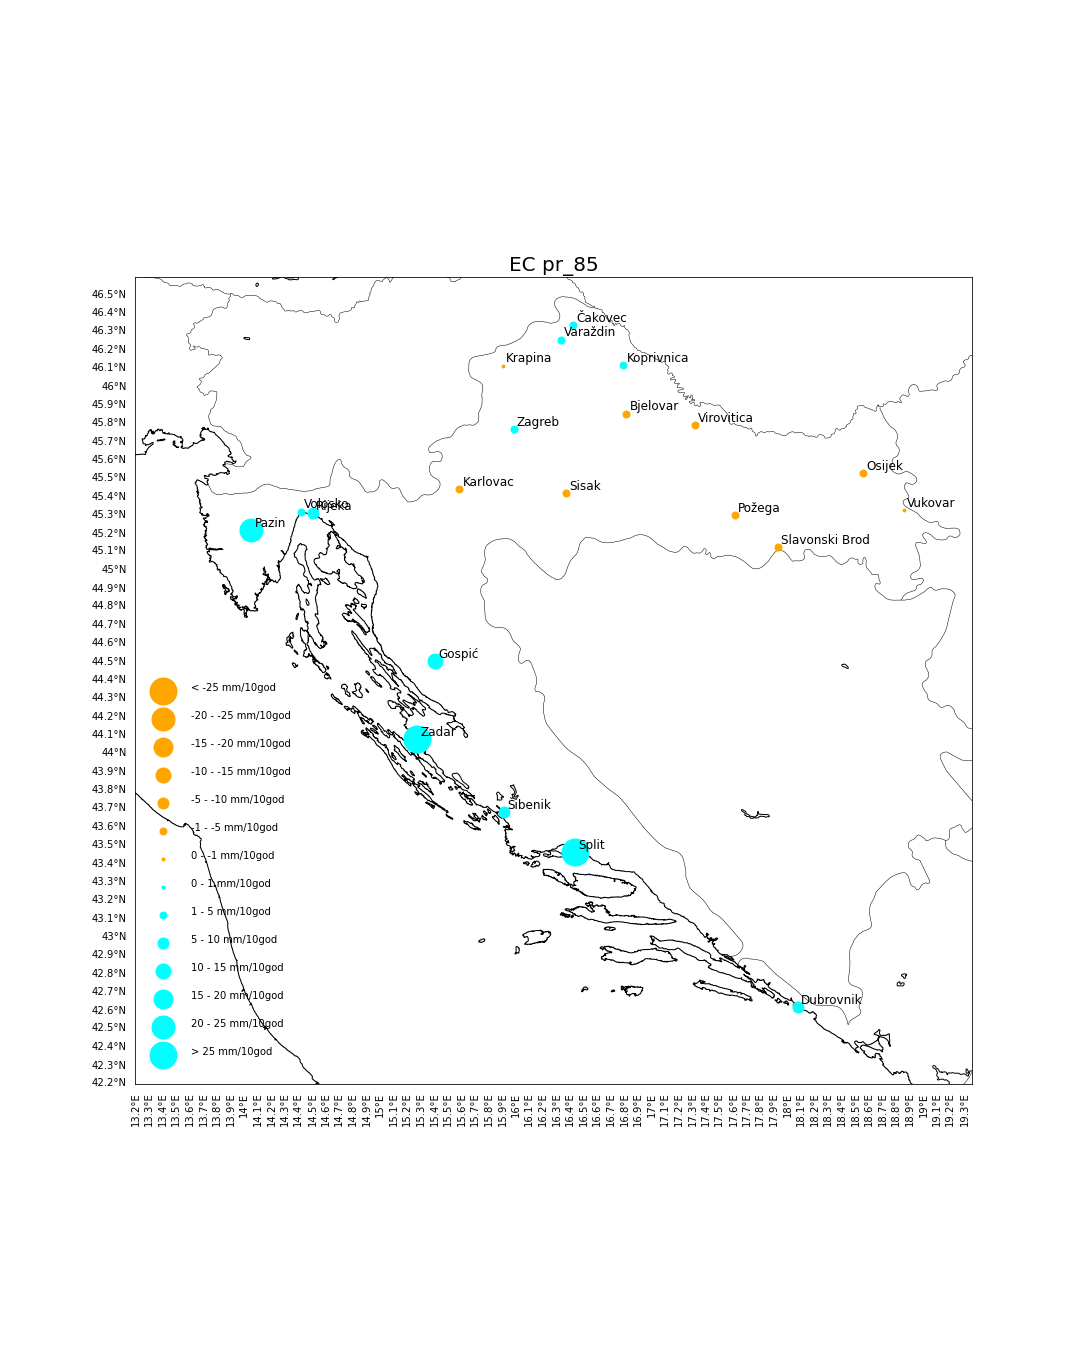 EC pr_85
46.5°N
46.4°N
46.3°N
46.2°N
46.1°N
46°N
45.9°N
45.8°N
45.7°N
45.6°N
45.5°N
45.4°N
45.3°N
45.2°N
45.1°N
45°N
44.9°N
44.8°N
44.7°N
44.6°N
44.5°N
44.4°N
44.3°N
44.2°N
44.1°N
44°N
43.9°N
43.8°N
43.7°N
43.6°N
43.5°N
43.4°N
43.3°N
43.2°N
43.1°N
43°N
42.9°N
42.8°N
42.7°N
42.6°N
42.5°N
42.4°N
42.3°N
42.2°N
Čakovec
Varaždin
Krapina
Koprivnica
Bjelovar
Virovitica
Zagreb
Osijek
Karlovac
Sisak
Vukovar
Volosko
Rijeka
Požega
Pazin
Slavonski Brod
Gospić
Zadar
Šibenik
Split
Dubrovnik
< -25 mm/10god
-20 - -25 mm/10god
-15 - -20 mm/10god
-10 - -15 mm/10god
-5 - -10 mm/10god
-1 - -5 mm/10god
0 - -1 mm/10god
0 - 1 mm/10god
1 - 5 mm/10god
5 - 10 mm/10god
10 - 15 mm/10god
15 - 20 mm/10god
20 - 25 mm/10god
> 25 mm/10god
13.2°E
13.3°E
13.4°E
13.5°E
13.6°E
13.7°E
13.8°E
13.9°E
14°E
14.1°E
14.2°E
14.3°E
14.4°E
14.5°E
14.6°E
14.7°E
14.8°E
14.9°E
15°E
15.1°E
15.2°E
15.3°E
15.4°E
15.5°E
15.6°E
15.7°E
15.8°E
15.9°E
16°E
16.1°E
16.2°E
16.3°E
16.4°E
16.5°E
16.6°E
16.7°E
16.8°E
16.9°E
17°E
17.1°E
17.2°E
17.3°E
17.4°E
17.5°E
17.6°E
17.7°E
17.8°E
17.9°E
18°E
18.1°E
18.2°E
18.3°E
18.4°E
18.5°E
18.6°E
18.7°E
18.8°E
18.9°E
19°E
19.1°E
19.2°E
19.3°E